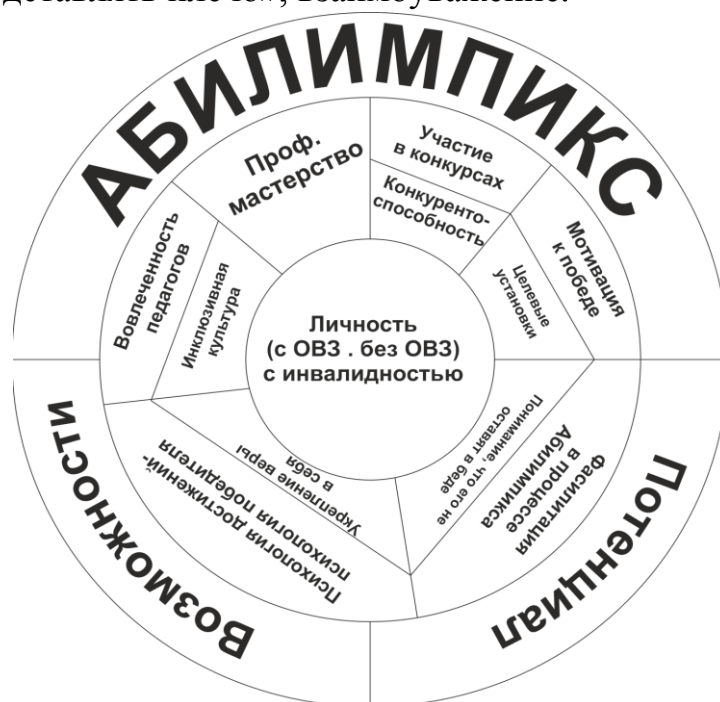 взаимоуважение.
АБИЛИМПИКС
Проф.
мастерство
Участие
в конкурсах
Конкуренто-
способность
Мотивация
к победе
Целевые
установки
Вовлеченность
педагогов
Инклюзивная
культура
Личность
(с ОВЗ . без ОВЗ)
с инвалидностью
Понимание, что его не
оставят в беде
Фасилитация
в процессе
Абилимпикса
Укрепление веры
в себя
Психология достижений-
психология победителя
Возможности
Потенциал